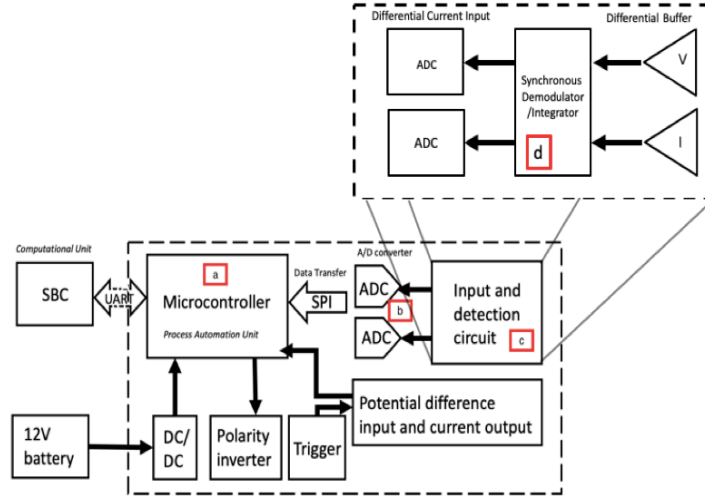 Differential Current Input
Differential Buffer
ADC
Synchronous
Demodulator
/Integrator
V
ADC
d
I
Computational Unit
A/D converter
SBC
UART
a
Microcontroller
Process Automation Unit
Data Transfer
SPI
ADC
b
ADC
Input and
detection
circuit
c
12V
battery
DC/
DC
Polarity
inverter
Trigger
Potential difference
input and current output